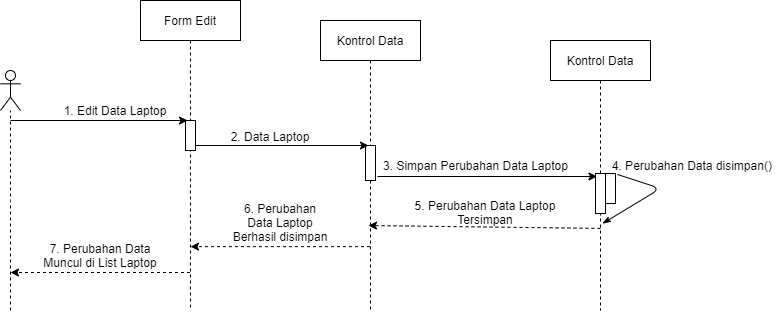 Form Edit
Kontrol Data
Kontrol Data
1. Edit Data Laptop
2. Data Laptop
3. Simpan Perubahan Data Laptop
4. Perubahan Data disimpan()
5. Perubahan Data Laptop
Tersimpan
6. Perubahan
Data Laptop
Berhasil disimpan
7. Perubahan Data
Muncul di List Laptop